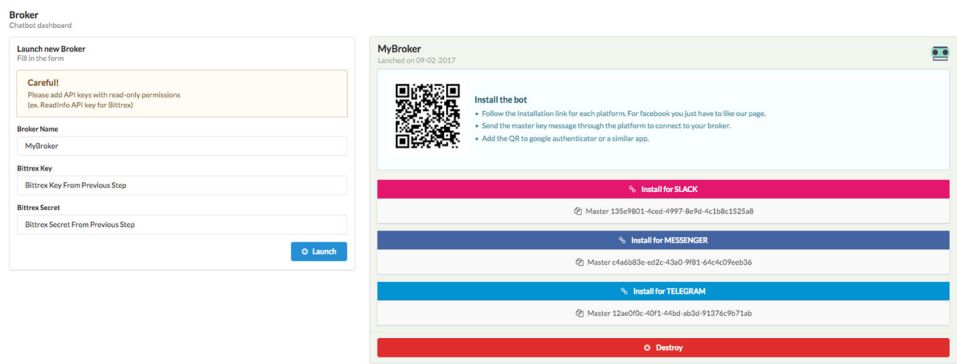 Broker
Chatbot dashboard
Launch new Broker
Fill in the form
Careful!
Please add API keys with read-only permissions
(ex. ReadInfo API key for Bittrex)
Broker Name
MyBroker
Bittrex Key
Bittrex Key From Previous Step
Bittrex Secret
Bittrex Secret From Previous Step
Launch
MyBroker
Lanched on 09-02-2017
Install the bot
• Follow the Installation link for each platform. For facebook you just have to like our page.
• Send the master key message through the platform to connect to your broker.
• Add the QR to google authenticator or a similar app.
Install for SLACK
Master 135e9801-4ced-4997-8e9d-4c1b8c1525a8
Install for MESSENGER
Master c4a6b83e-ed2c-43a0-9f81-64c4c09eeb36
Install for TELEGRAM
Master 12ae0f0c-40f1-44bd-ab3d-91376c9b71ab
Destroy